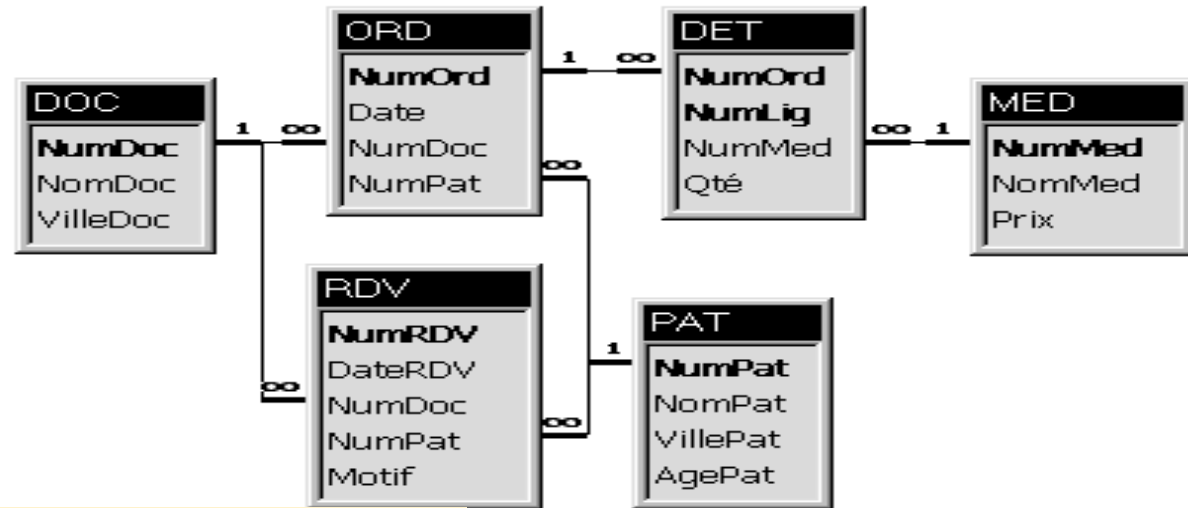 DOC
NumDoc
NomDoc
VilleDoc
1
∞
ORD
NumOrd
Date
NumDoc
NumPat
1
∞
∞
DET
NumOrd
NumLig
NumMed
Qté
∞
1
MED
NumMed
NomMed
Prix
∞
RDV
NumRDV
DateRDV
NumDoc
NumPat
Motif
∞
1
PAT
NumPat
NomPat
VillePat
AgePat